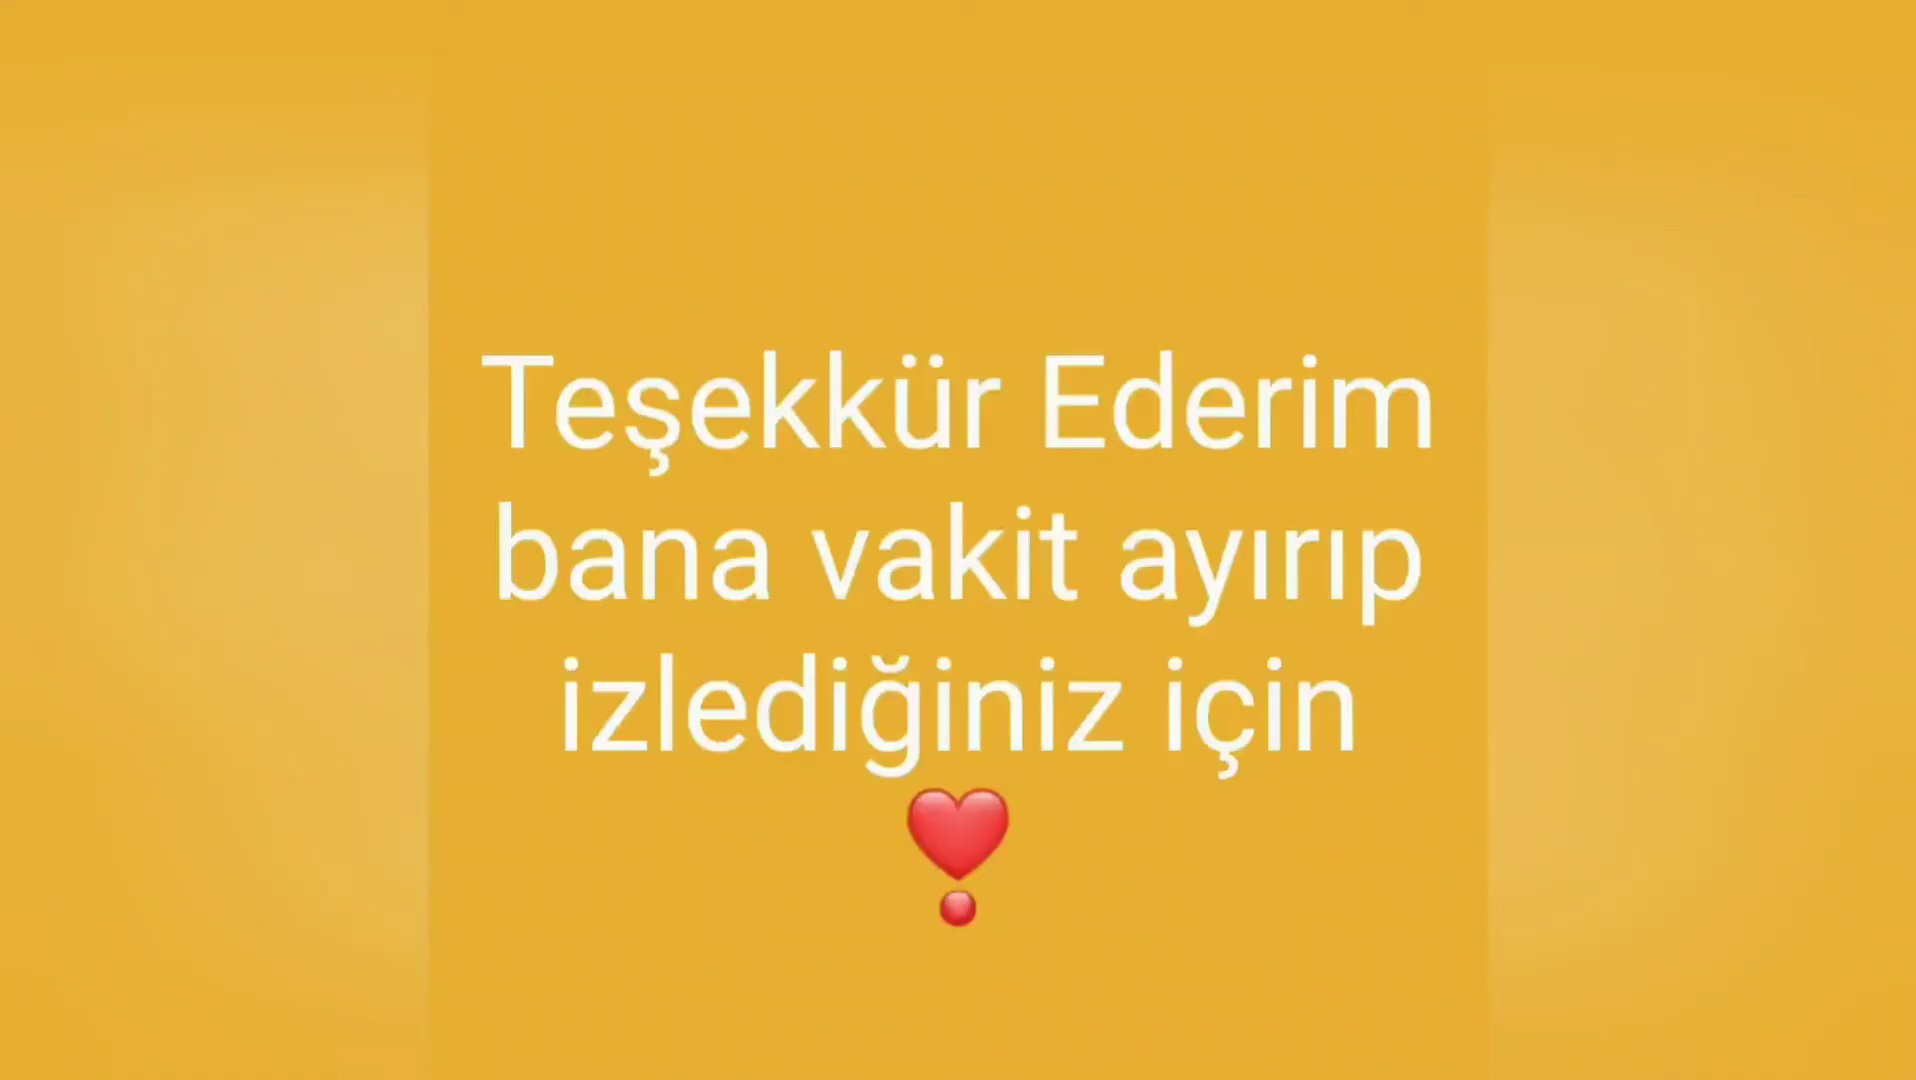 Teşekkür Ederim
bana vakit ayırıp
izlediğiniz için
❣️